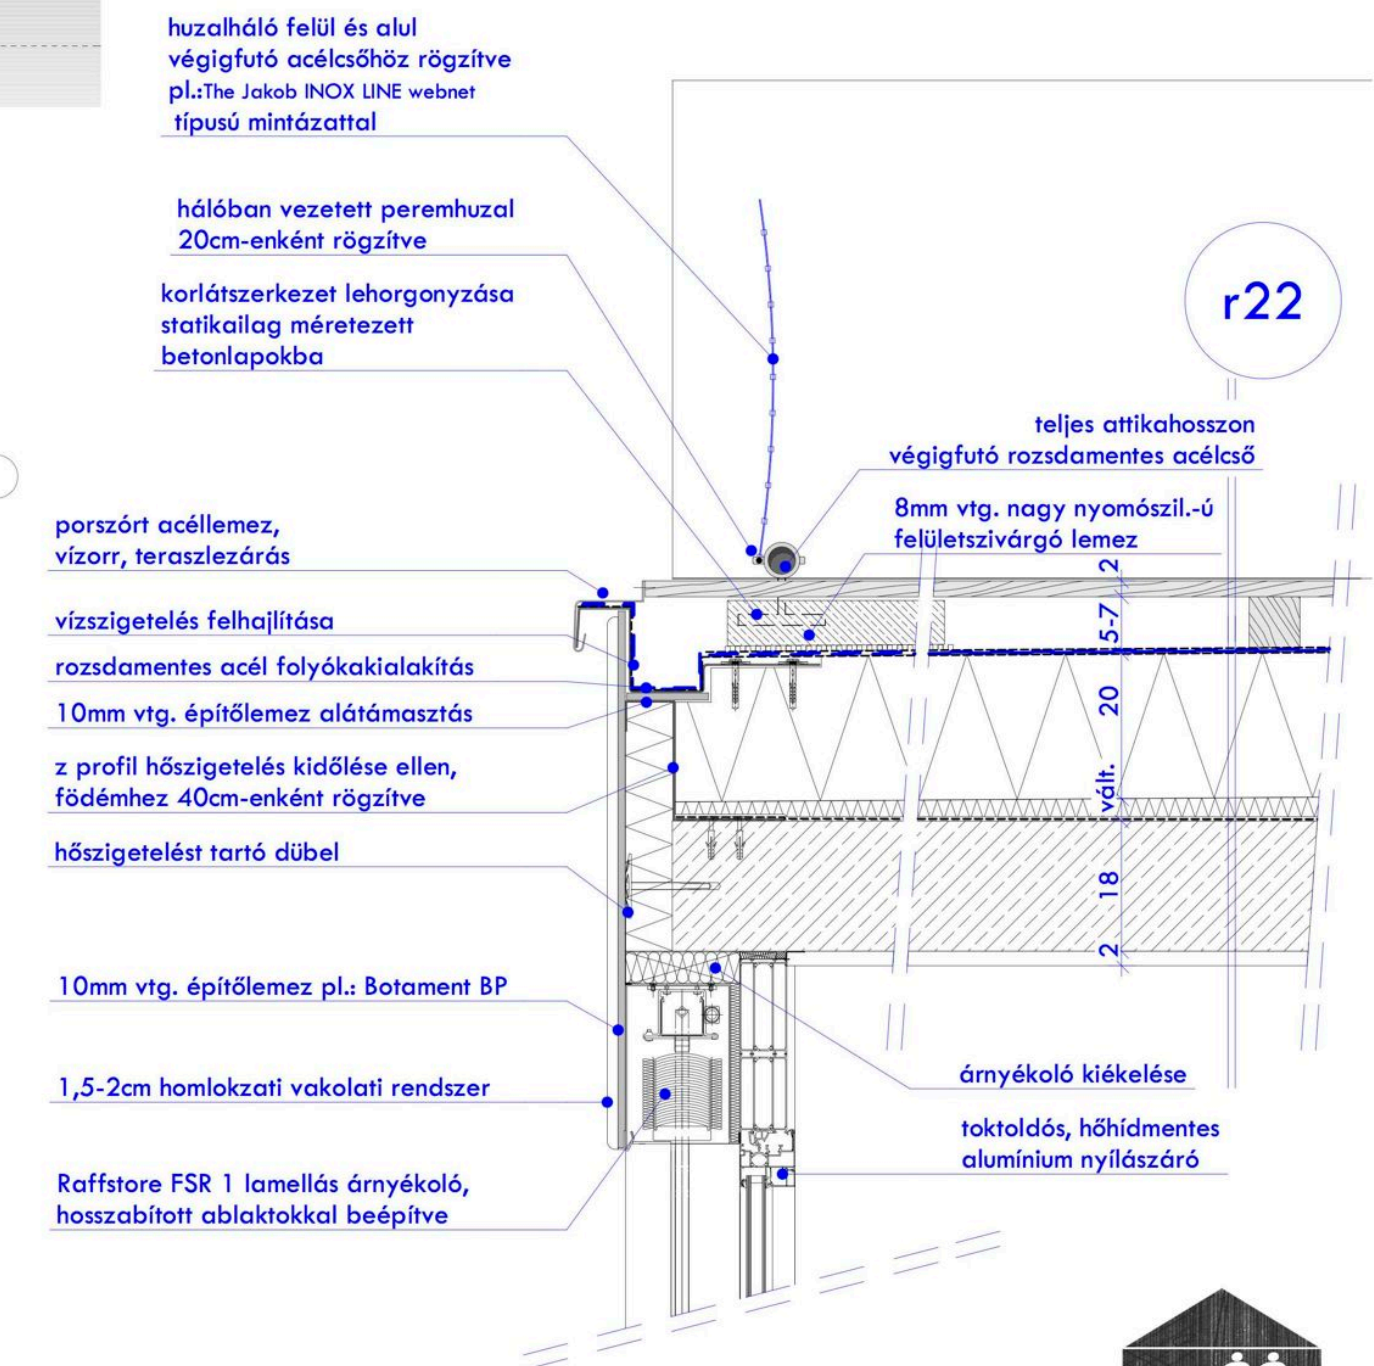 huzalháló felül és alul
végigfutó acélcsőhöz rögzítve
pl.:The Jakob INOX LINE webnet
típusú mintázattal
hálóban vezetett peremhuzal
20cm-enként rögzítve
korlátszerkezet lehorgonyzása
statikailag méretezett
betonlapokba
r22
teljes attikahosszon
végigfutó rozsdamentes acélcső
8mm vtg. nagy nyomószil.-ú
felületszivárgó lemez
porszórt acéllemez,
vízorr, teraszlezárás
vízszigetelés felhajlítása
rozsdamentes acél folyókakialakítás
10mm vtg. építőlemez alátámasztás
z profil hőszigetelés kidőlése ellen,
födémhez 40cm-enként rögzítve
hőszigetelést tartó dübel
10mm vtg. építőlemez pl.: Botament BP
1,5-2cm homlokzati vakolati rendszer
Raffstore FSR 1 lamellás árnyékoló,
hosszabított ablaktokkal beépítve
2
5-7
20
vált.
18
2
árnyékoló kiékelése
toktoldós, hőhídmentes
alumínium nyílászáró